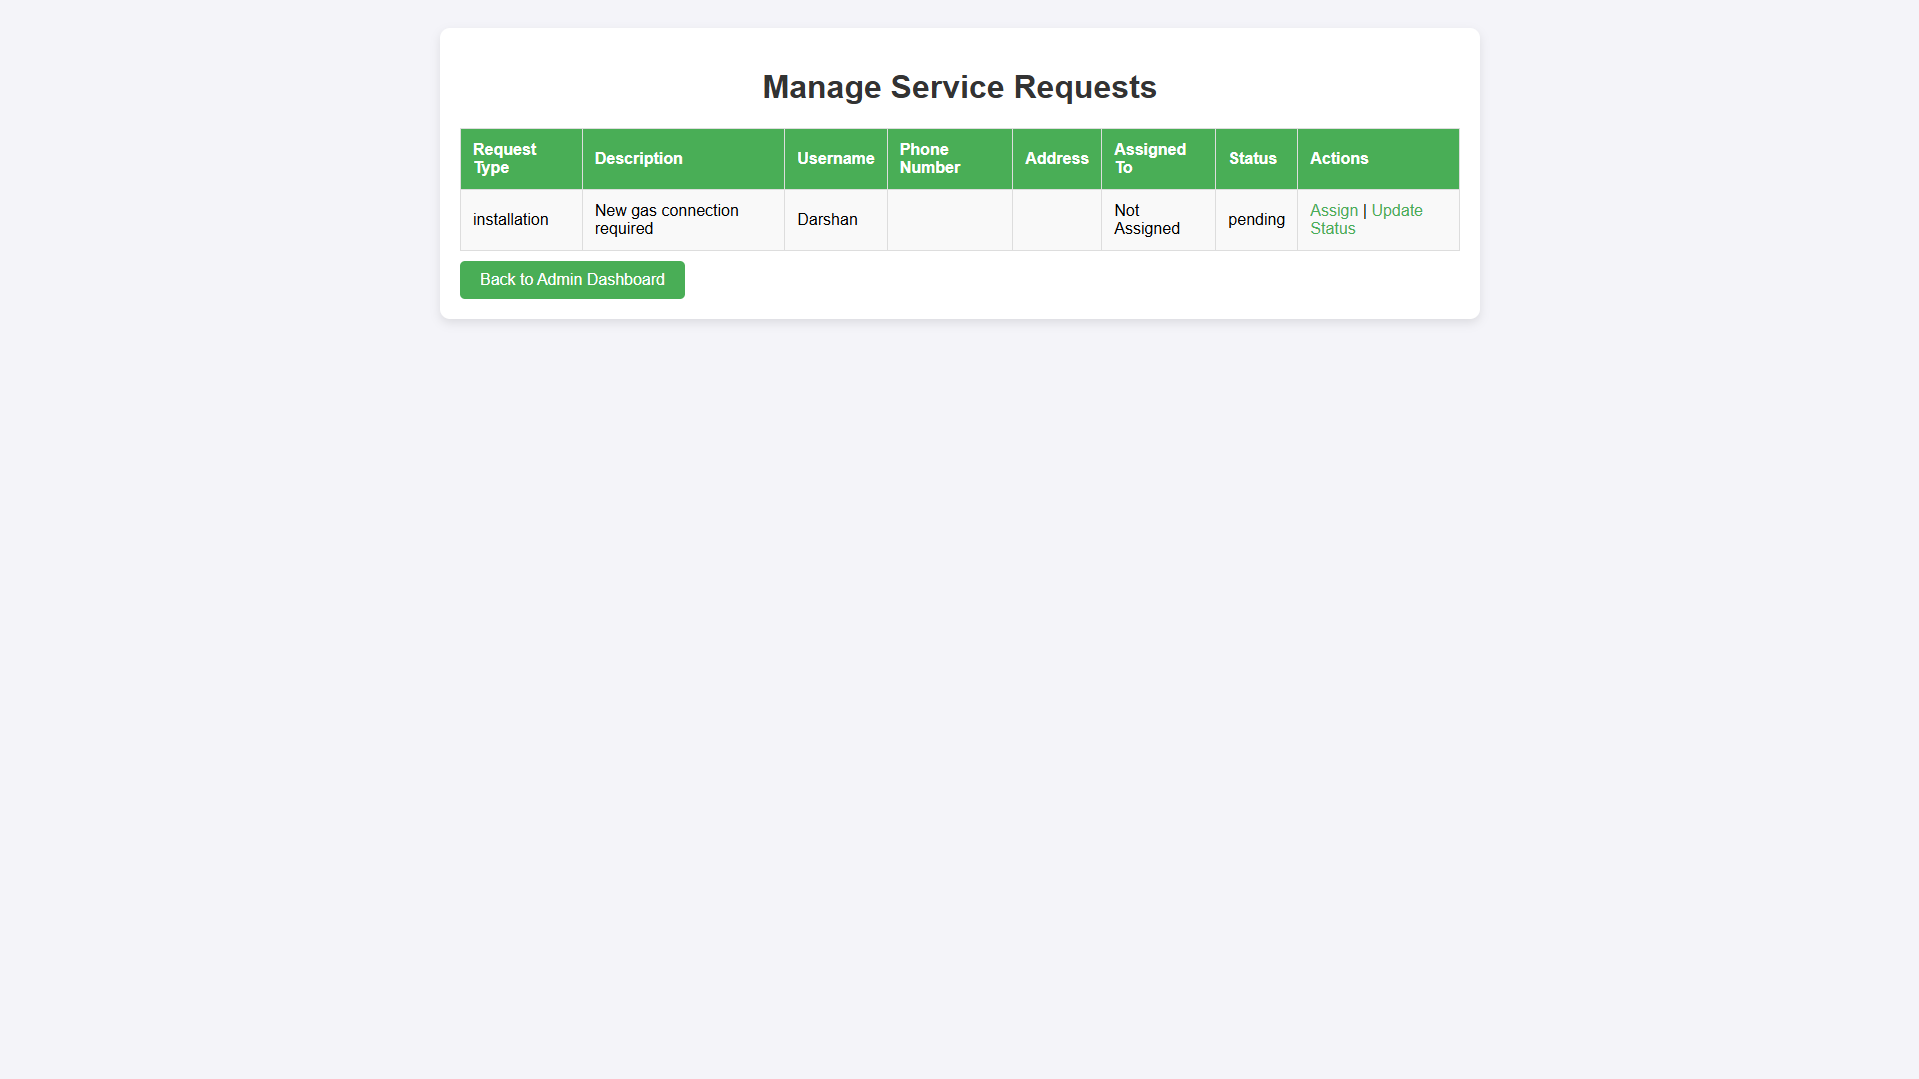 Manage Service Requests
Request Type
Description
Username
Phone Number
Address
Assigned To
Status
Actions
installation
New gas connection required
Darshan
Not Assigned
pending
Assign | Update Status
Back to Admin Dashboard